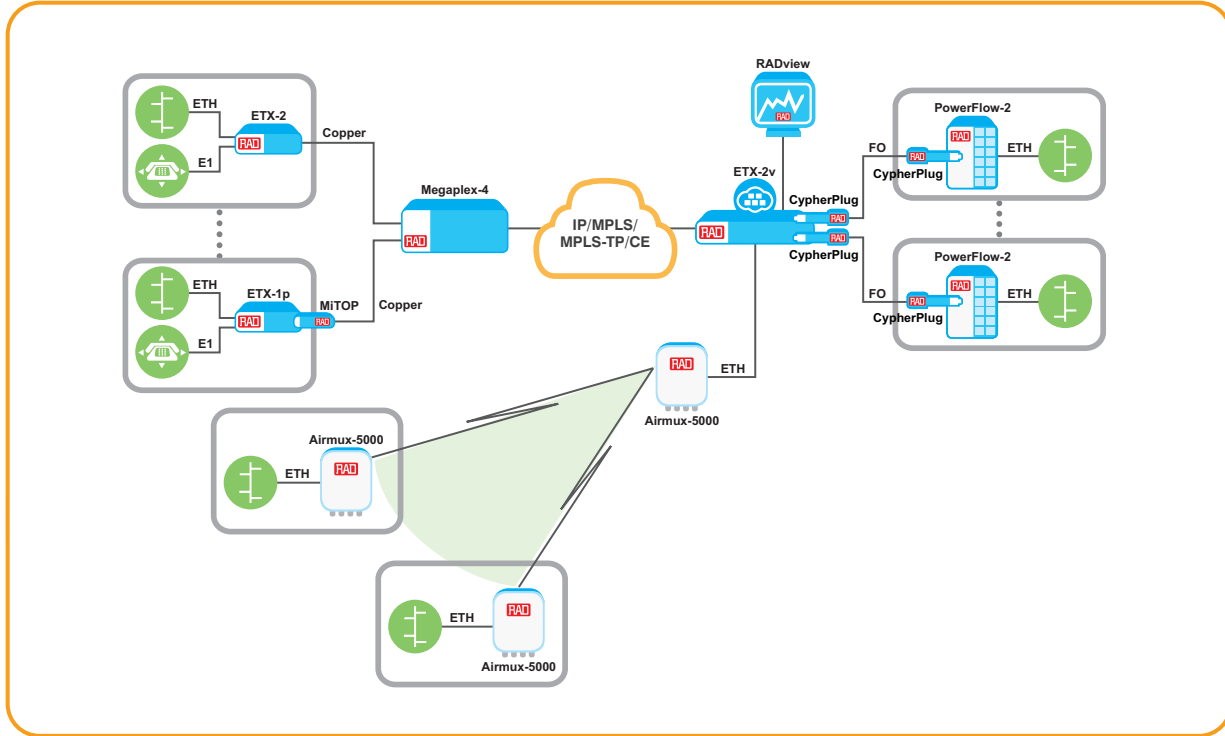 RADview
ETH
ETX-2
RAD
E1
Copper
Megaplex-4
RAD
IP/MPLS/
MPLS-TP/CE
RAD
ETX-2v
RAD
CypherPlug
RAD
RAD
CypherPlug
PowerFlow-2
FO
RAD
RAD
ETH
CypherPlug
PowerFlow-2
FO
RAD
RAD
ETH
CypherPlug
ETH
ETX-1p
RAD
MiTOP
RAD
E1
Copper
RAD
ETH
Airmux-5000
Airmux-5000
ETH
RAD
ETH
RAD
Airmux-5000